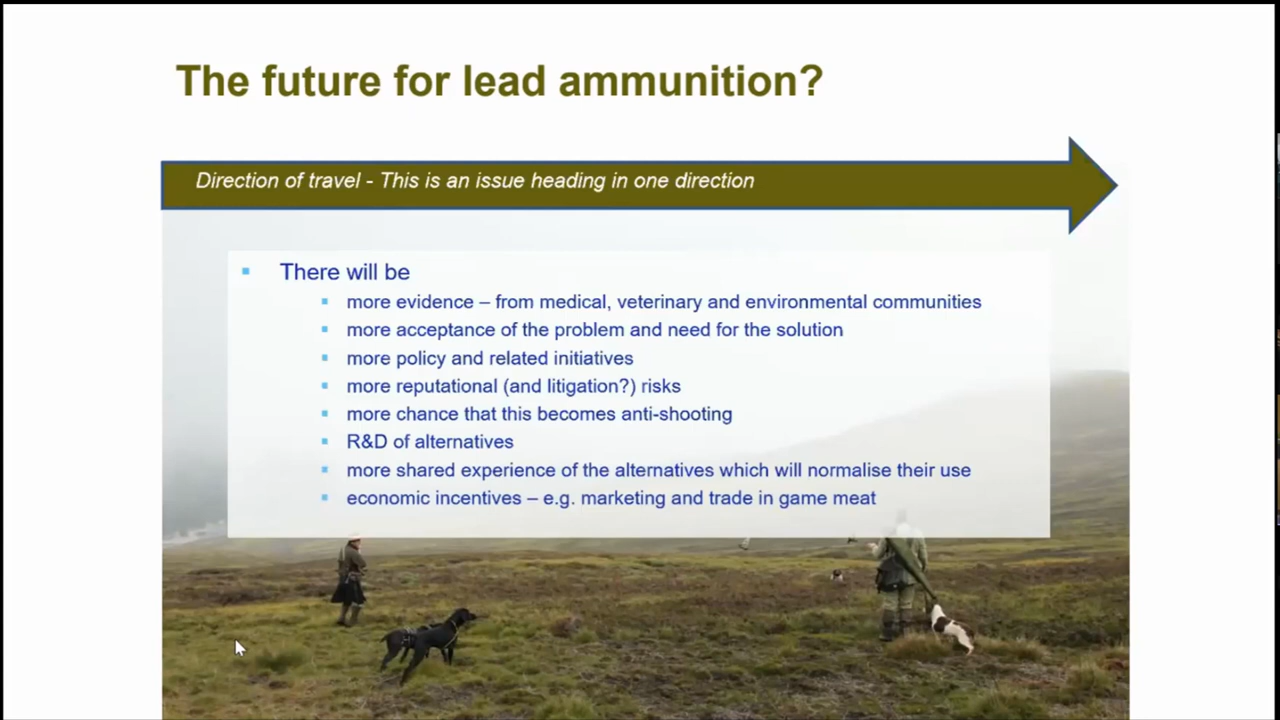 The future for lead ammunition?
Direction of travel - This is an issue heading in one direction
There will be
more evidence – from medical, veterinary and environmental communities
more acceptance of the problem and need for the solution
more policy and related initiatives
more reputational (and litigation?) risks
more chance that this becomes anti-shooting
R&D of alternatives
more shared experience of the alternatives which will normalise their use
economic incentives – e.g. marketing and trade in game meat